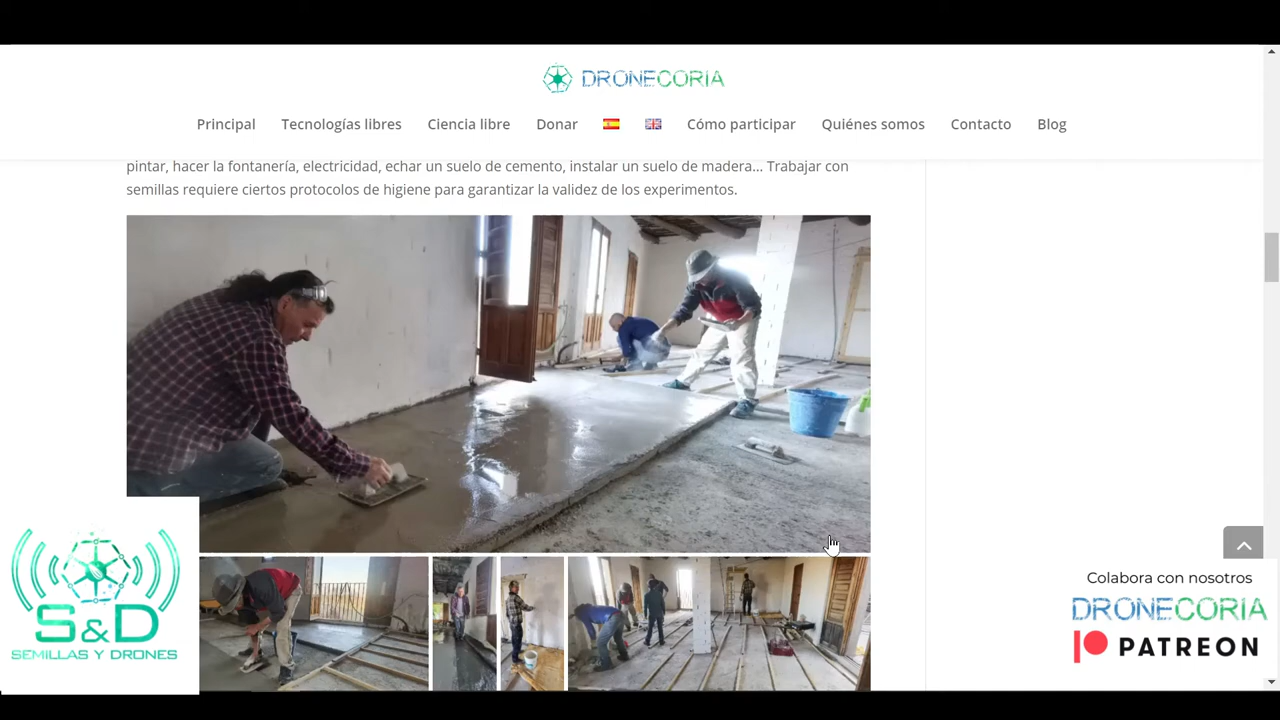 DRONECORIA
Principal Tecnologías libres Ciencia libre Donar Cómo participar Quiénes somos Contacto Blog
pintar, hacer la fontanería, electricidad, echar un suelo de cemento, instalar un suelo de madera... Trabajar con
semillas requiere ciertos protocolos de higiene para garantizar la validez de los experimentos.
S&D
SEMILLAS Y DRONES
Colabora con nosotros
DRONECORIA
PATREON